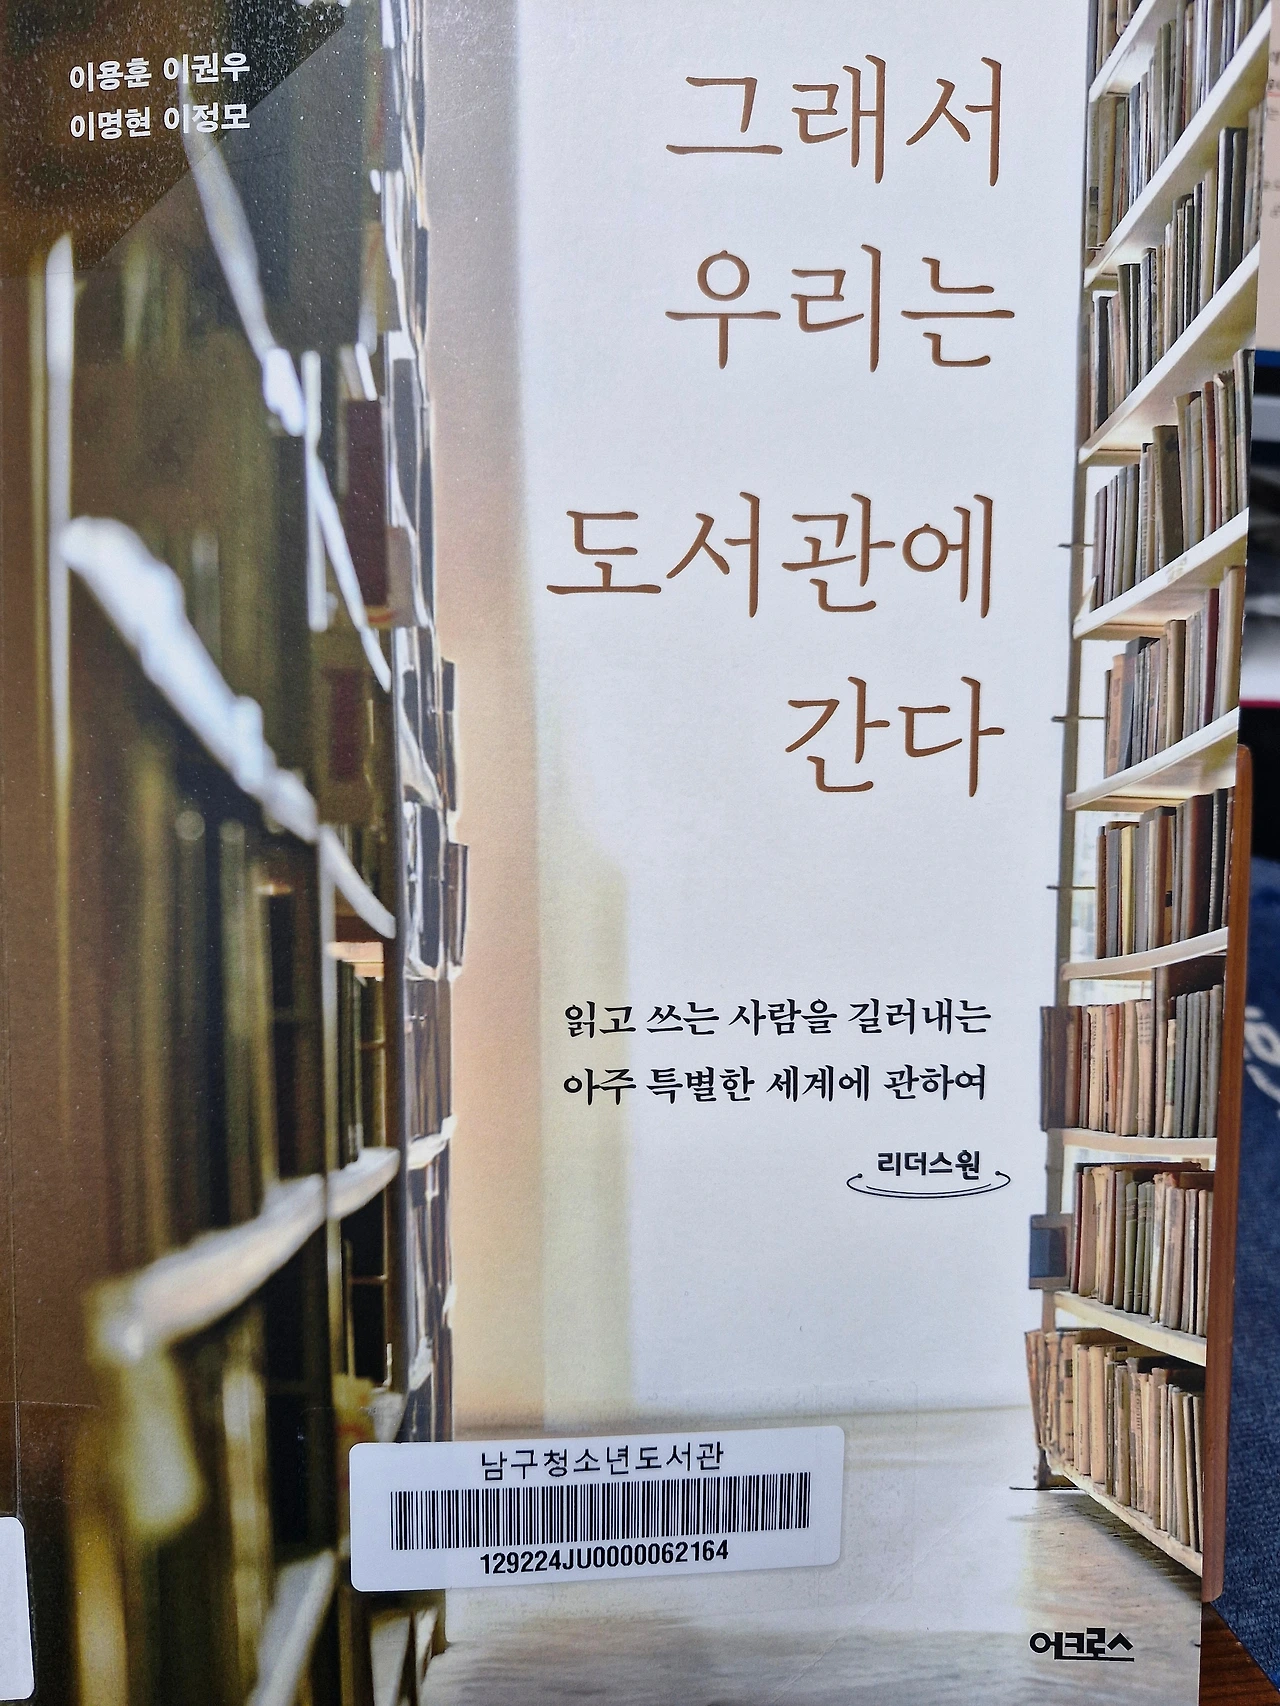 이용훈 이권우
이명현 이정모
그래서
우리는
도서관에
간다
읽고 쓰는 사람을 길러내는
아주 특별한 세계에 관하여
리더스원
남구청소년도서관
129224JU0000062164
어크로스